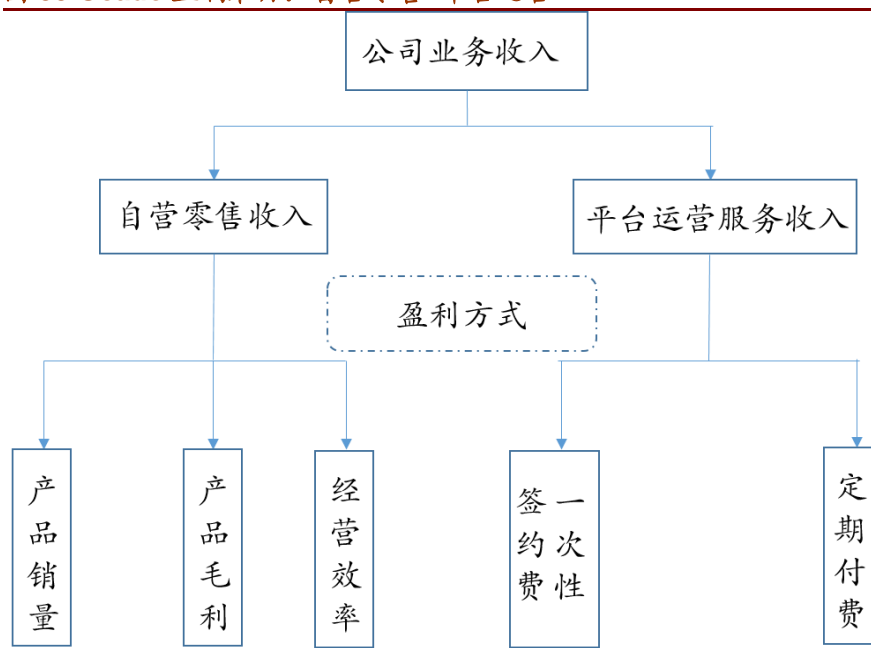 公司业务收入
自营零售收入
平台运营服务收入
盈利方式
产品销量
产品毛利
经营效率
一次性
签约费
定期付费